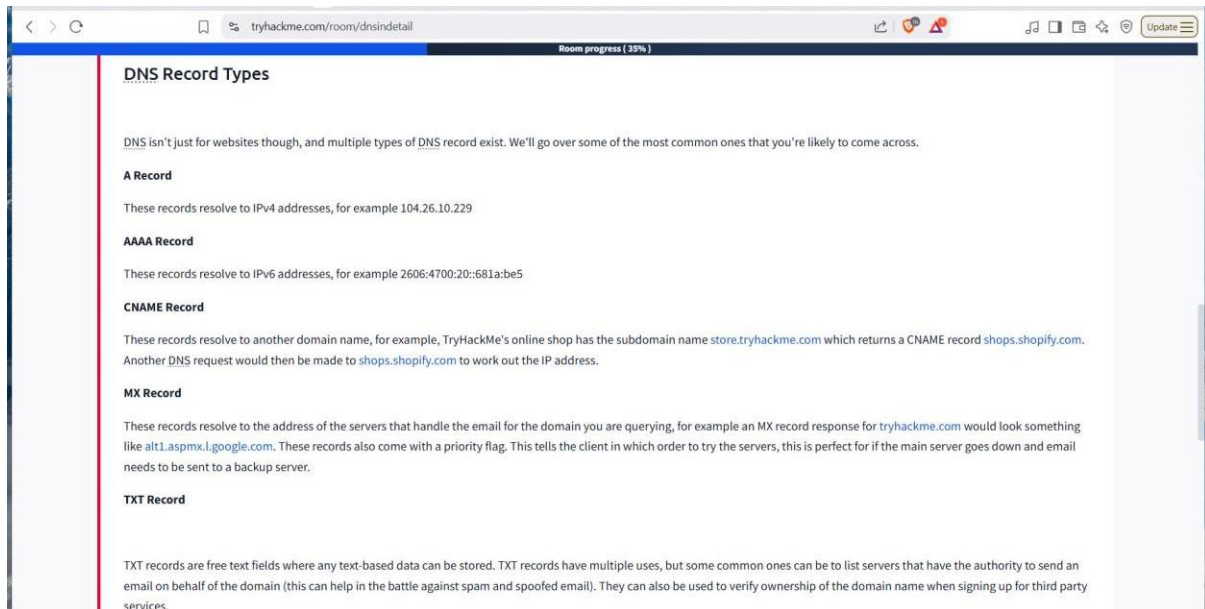 tryhackme.com/room/dnsindetail
Update
Room progress ( 35% )
DNS Record Types
DNS isn't just for websites though, and multiple types of DNS record exist. We'll go over some of the most common ones that you're likely to come across.
A Record
These records resolve to IPv4 addresses, for example 104.26.10.229
AAAA Record
These records resolve to IPv6 addresses, for example 2606:4700:20::681a:be5
CNAME Record
These records resolve to another domain name, for example, TryHackMe's online shop has the subdomain name store.tryhackme.com which returns a CNAME record shops.shopify.com.
Another DNS request would then be made to shops.shopify.com to work out the IP address.
MX Record
These records resolve to the address of the servers that handle the email for the domain you are querying, for example an MX record response for tryhackme.com would look something
like alt1.aspmx.l.google.com. These records also come with a priority flag. This tells the client in which order to try the servers, this is perfect for if the main server goes down and email
needs to be sent to a backup server.
TXT Record
TXT records are free text fields where any text-based data can be stored. TXT records have multiple uses, but some common ones can be to list servers that have the authority to send an
email on behalf of the domain (this can help in the battle against spam and spoofed email). They can also be used to verify ownership of the domain name when signing up for third party
services.